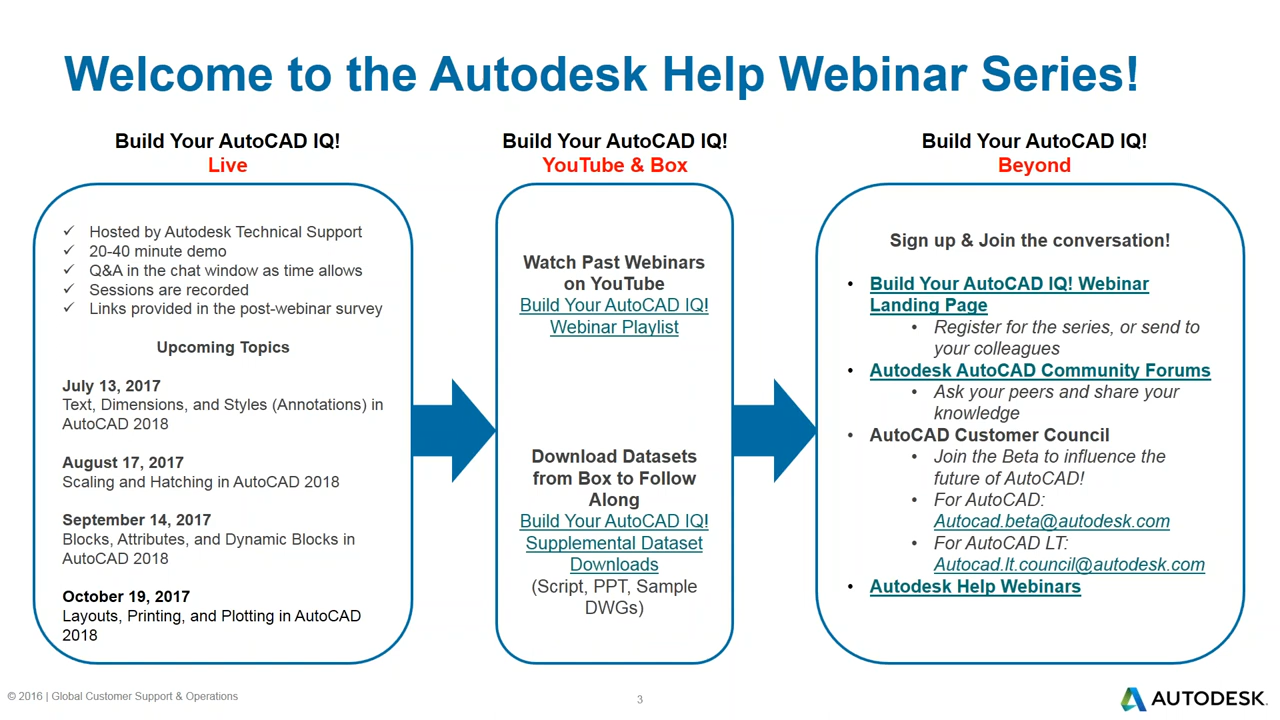 Welcome to the Autodesk Help Webinar Series!
Build Your AutoCAD IQ!
Live
✓ Hosted by Autodesk Technical Support
✓ 20-40 minute demo
✓ Q&A in the chat window as time allows
✓ Sessions are recorded
✓ Links provided in the post-webinar survey
Upcoming Topics
July 13, 2017
Text, Dimensions, and Styles (Annotations) in
AutoCAD 2018
August 17, 2017
Scaling and Hatching in AutoCAD 2018
September 14, 2017
Blocks, Attributes, and Dynamic Blocks in
AutoCAD 2018
October 19, 2017
Layouts, Printing, and Plotting in AutoCAD
2018
Build Your AutoCAD IQ!
YouTube & Box
Watch Past Webinars
on YouTube
Build Your AutoCAD IQ!
Webinar Playlist
Download Datasets
from Box to Follow
Along
Build Your AutoCAD IQ!
Supplemental Dataset
Downloads
(Script, PPT, Sample
DWGs)
Build Your AutoCAD IQ!
Beyond
Sign up & Join the conversation!
• Build Your AutoCAD IQ! Webinar
Landing Page
• Register for the series, or send to
your colleagues
• Autodesk AutoCAD Community Forums
• Ask your peers and share your
knowledge
• AutoCAD Customer Council
• Join the Beta to influence the
future of AutoCAD!
• For AutoCAD:
Autocad.beta@autodesk.com
• For AutoCAD LT:
Autocad.lt.council@autodesk.com
• Autodesk Help Webinars
© 2016 | Global Customer Support & Operations
3
AUTODESK.